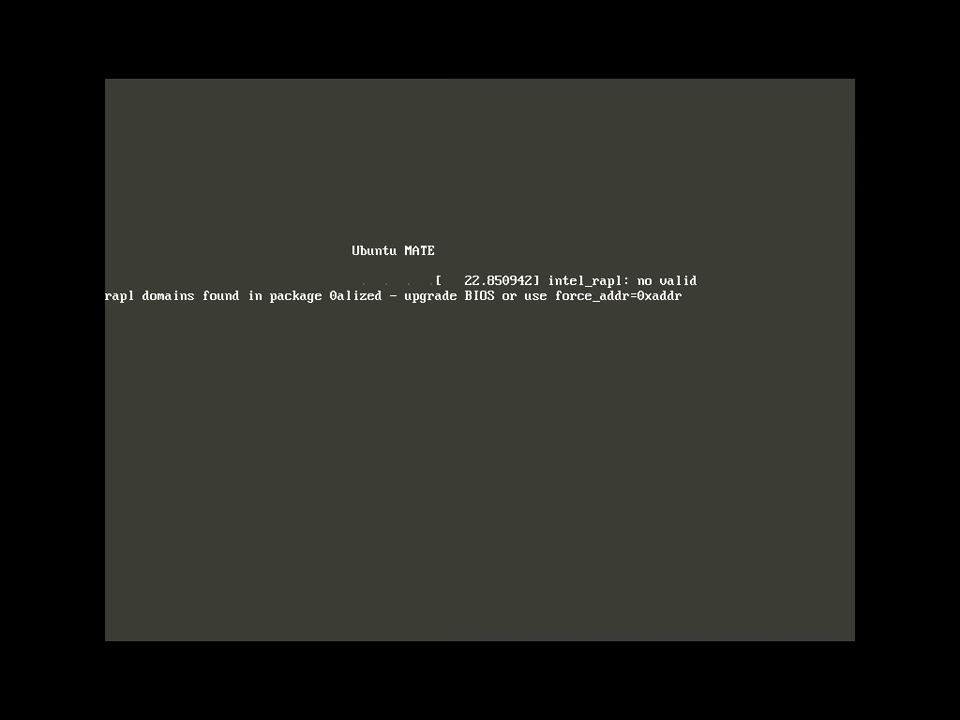 Ubuntu MATE
. . . .[   22.850942] intel_rapl: no valid
rapl domains found in package 0alized - upgrade BIOS or use force_addr=0xaddr